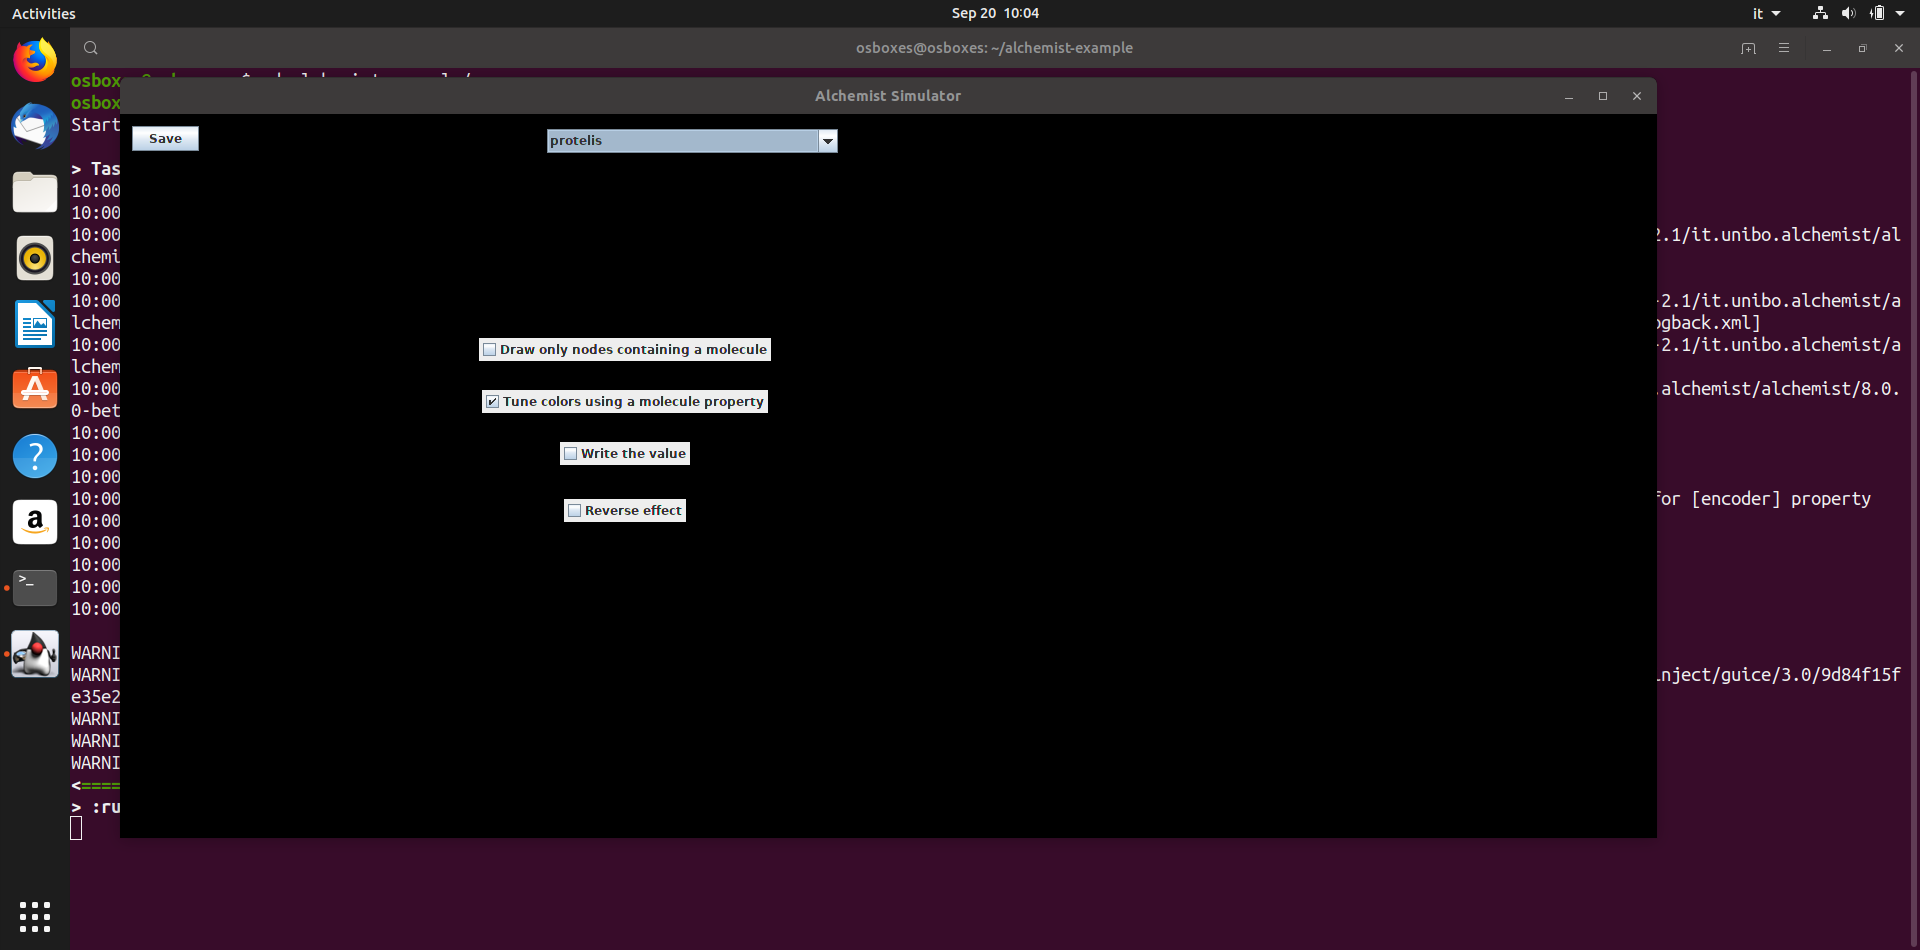 Activities
Sep 20 10:04
it
osboxes@osboxes: ~/alchemist-example
osbox
osbox
Start
> Tas
10:00
10:00
10:00
2.1/it.unibo.alchemist/al
chemi
10:00
10:00
-2.1/it.unibo.alchemist/a
lchem
ogback.xml]
10:00
-2.1/it.unibo.alchemist/a
lchem
10:00
.alchemist/alchemist/8.0.
0-bet
10:00
10:00
10:00
10:00
for [encoder] property
10:00
10:00
10:00
10:00
10:00
WARNI
WARNI
inject/guice/3.0/9d84f15f
e35e2
WARNI
WARNI
WARNI
<====
> :ru
Alchemist Simulator
Save
protelis
Draw only nodes containing a molecule
Tune colors using a molecule property
Write the value
Reverse effect